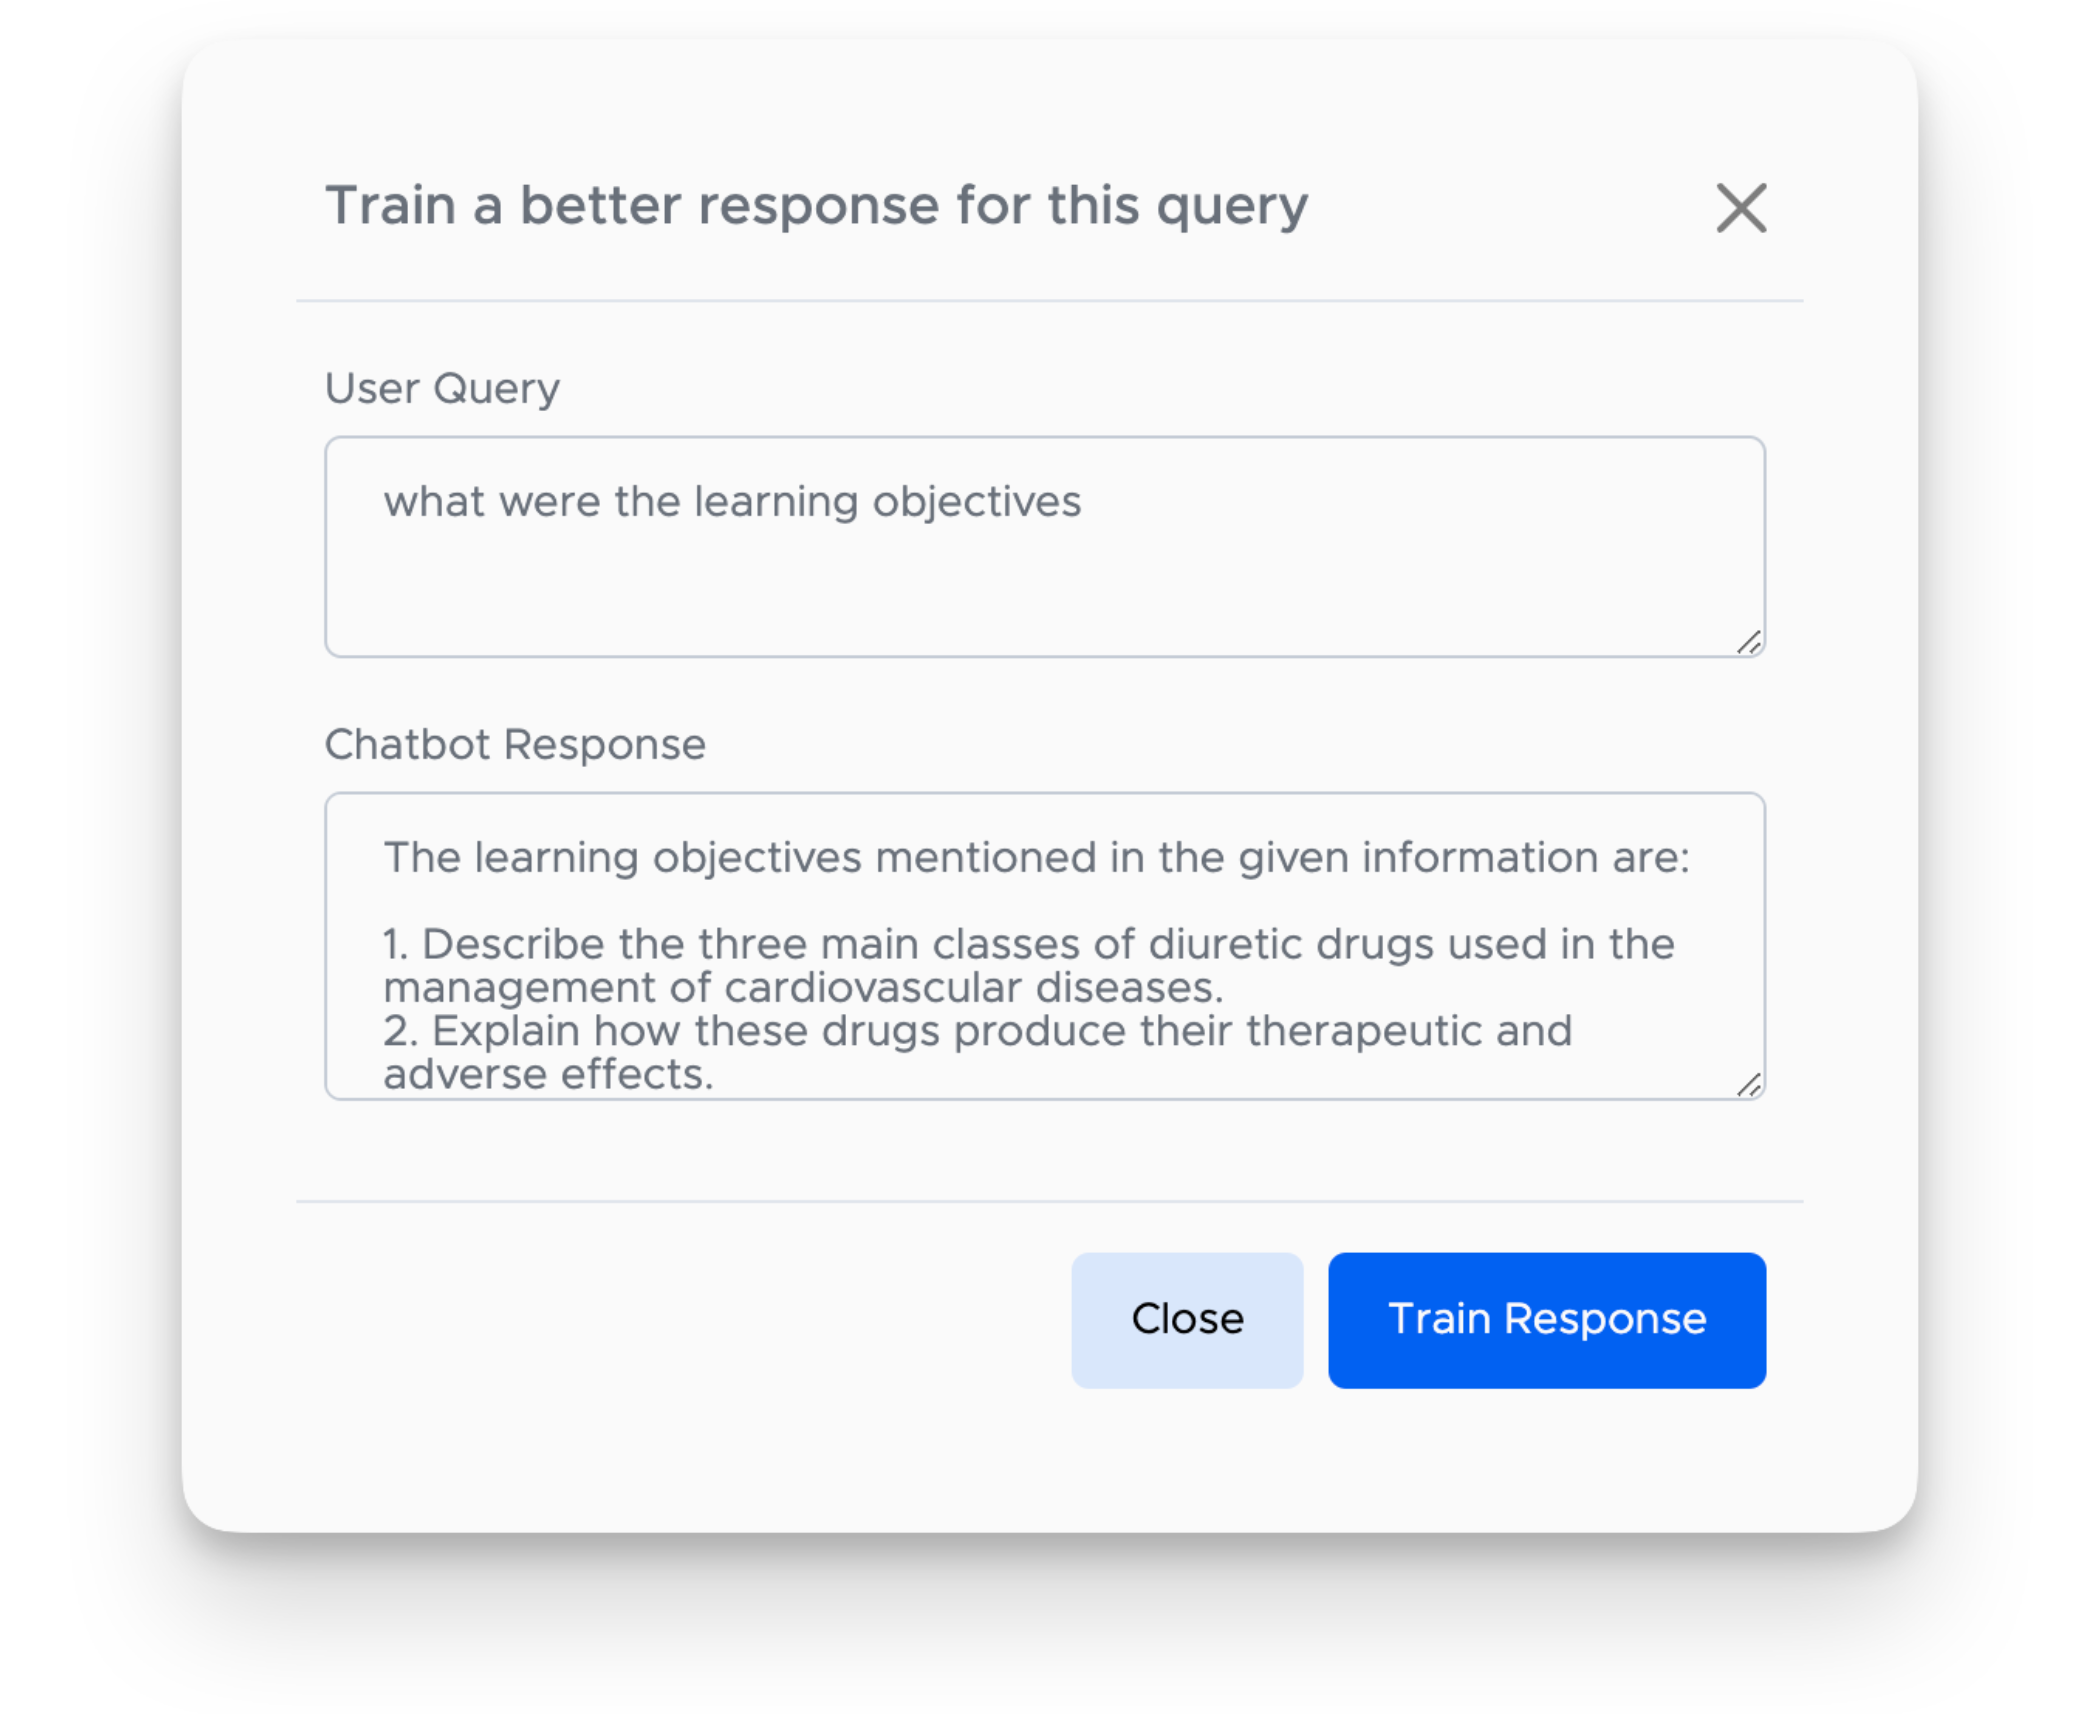 Train a better response for this query
User Query
what were the learning objectives
Chatbot Response
The learning objectives mentioned in the given information are:
1. Describe the three main classes of diuretic drugs used in the
management of cardiovascular diseases.
2. Explain how these drugs produce their therapeutic and
adverse effects.
Close
Train Response